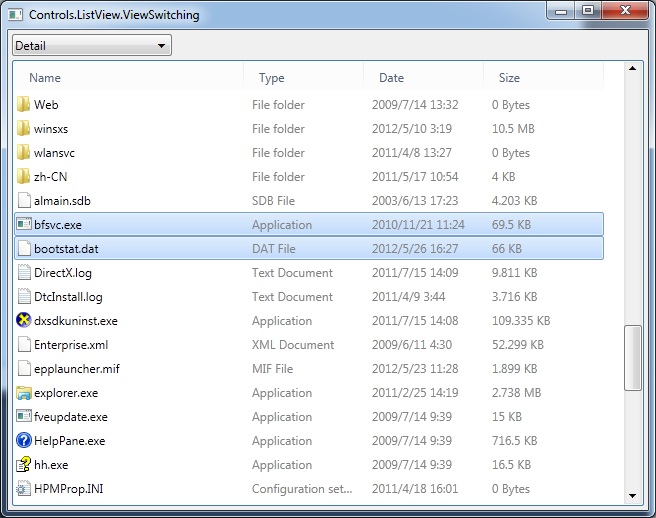 Controls.ListView.ViewSwitching
Detail
Name Type Date Size
Web File folder 2009/7/14 13:32 0 Bytes
winsxs File folder 2012/5/10 3:19 10.5 MB
wlansvc File folder 2011/4/8 13:27 0 Bytes
zh-CN File folder 2011/5/17 10:54 4 KB
almain.sdb SDB File 2003/6/13 17:23 4.203 KB
bfsvc.exe Application 2010/11/21 11:24 69.5 KB
bootstat.dat DAT File 2012/5/26 16:27 66 KB
DirectX.log Text Document 2011/7/15 14:09 9.811 KB
DtcInstall.log Text Document 2011/4/9 3:44 3.716 KB
dxsdkuninst.exe Application 2011/7/15 14:08 109.335 KB
Enterprise.xml XML Document 2009/6/11 4:30 52.299 KB
epplauncher.mif MIF File 2012/5/23 11:28 1.899 KB
explorer.exe Application 2011/2/25 14:19 2.738 MB
fveupdate.exe Application 2009/7/14 9:39 15 KB
HelpPane.exe Application 2009/7/14 9:39 716.5 KB
hh.exe Application 2009/7/14 9:39 16.5 KB
HPMProp.INI Configuration set... 2011/4/18 16:01 0 Bytes